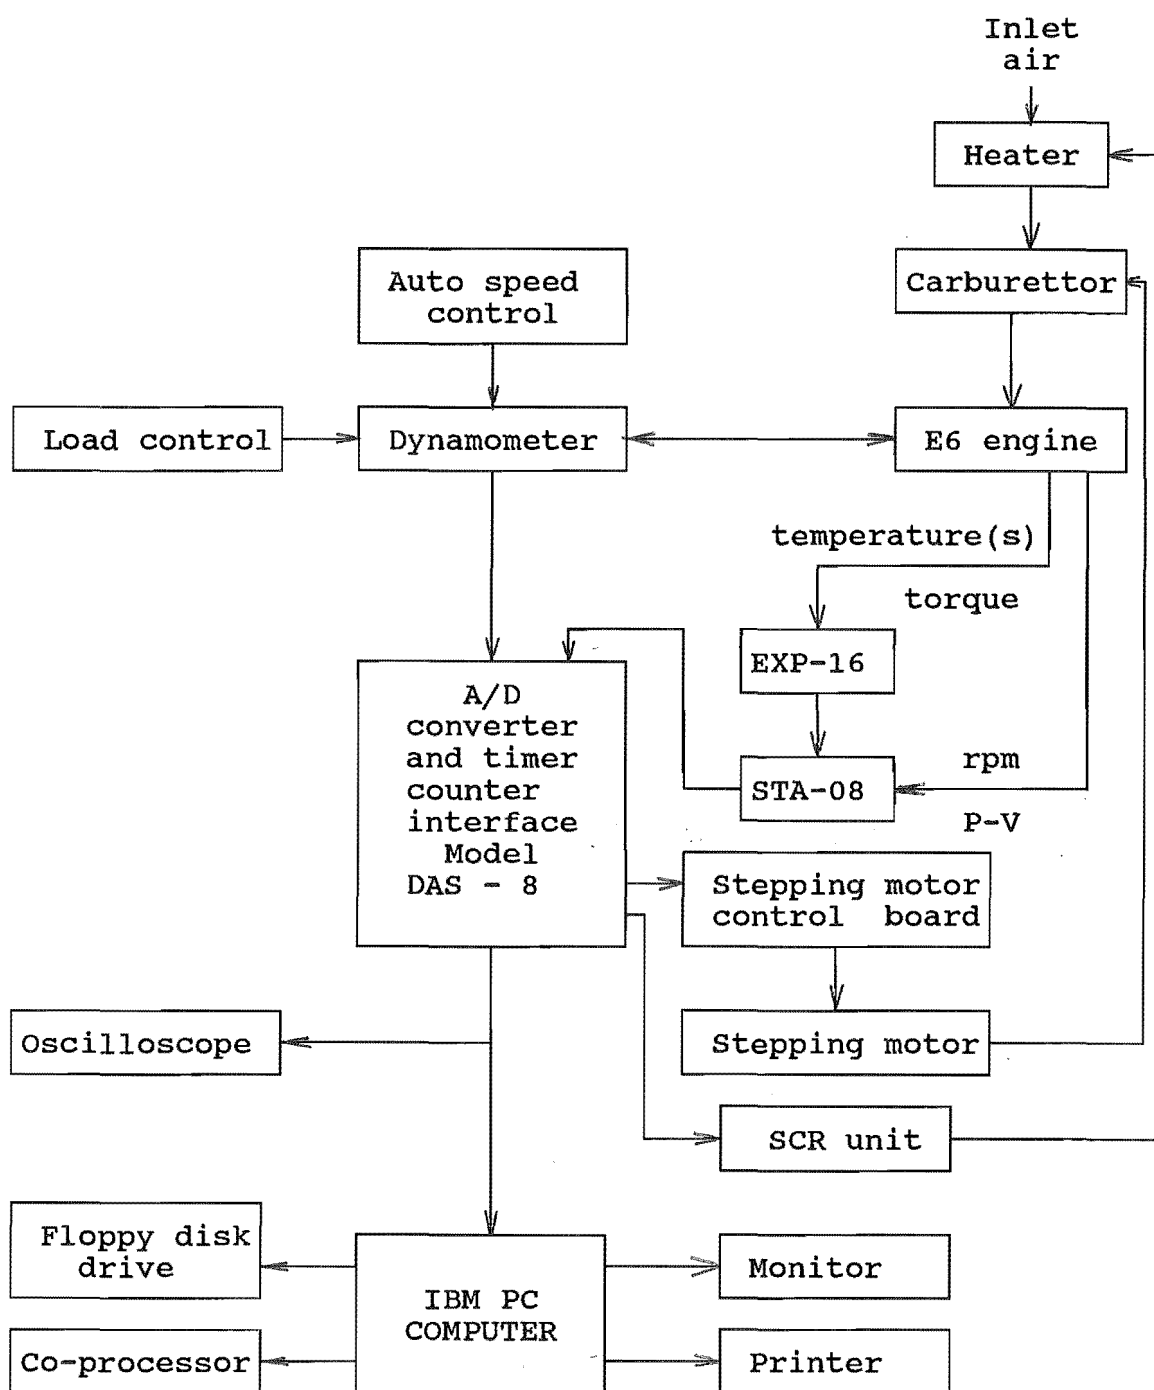 Inlet
air
Heater
Carburettor
Auto speed
control
Load control
Dynamometer
E6 engine
temperature(s)
torque
EXP-16
STA-08
rpm
P-V
A/D
converter
and timer
counter
interface
Model
DAS - 8
Stepping motor
control board
Stepping motor
Oscilloscope
SCR unit
Floppy disk
drive
IBM PC
COMPUTER
Monitor
Co-processor
Printer